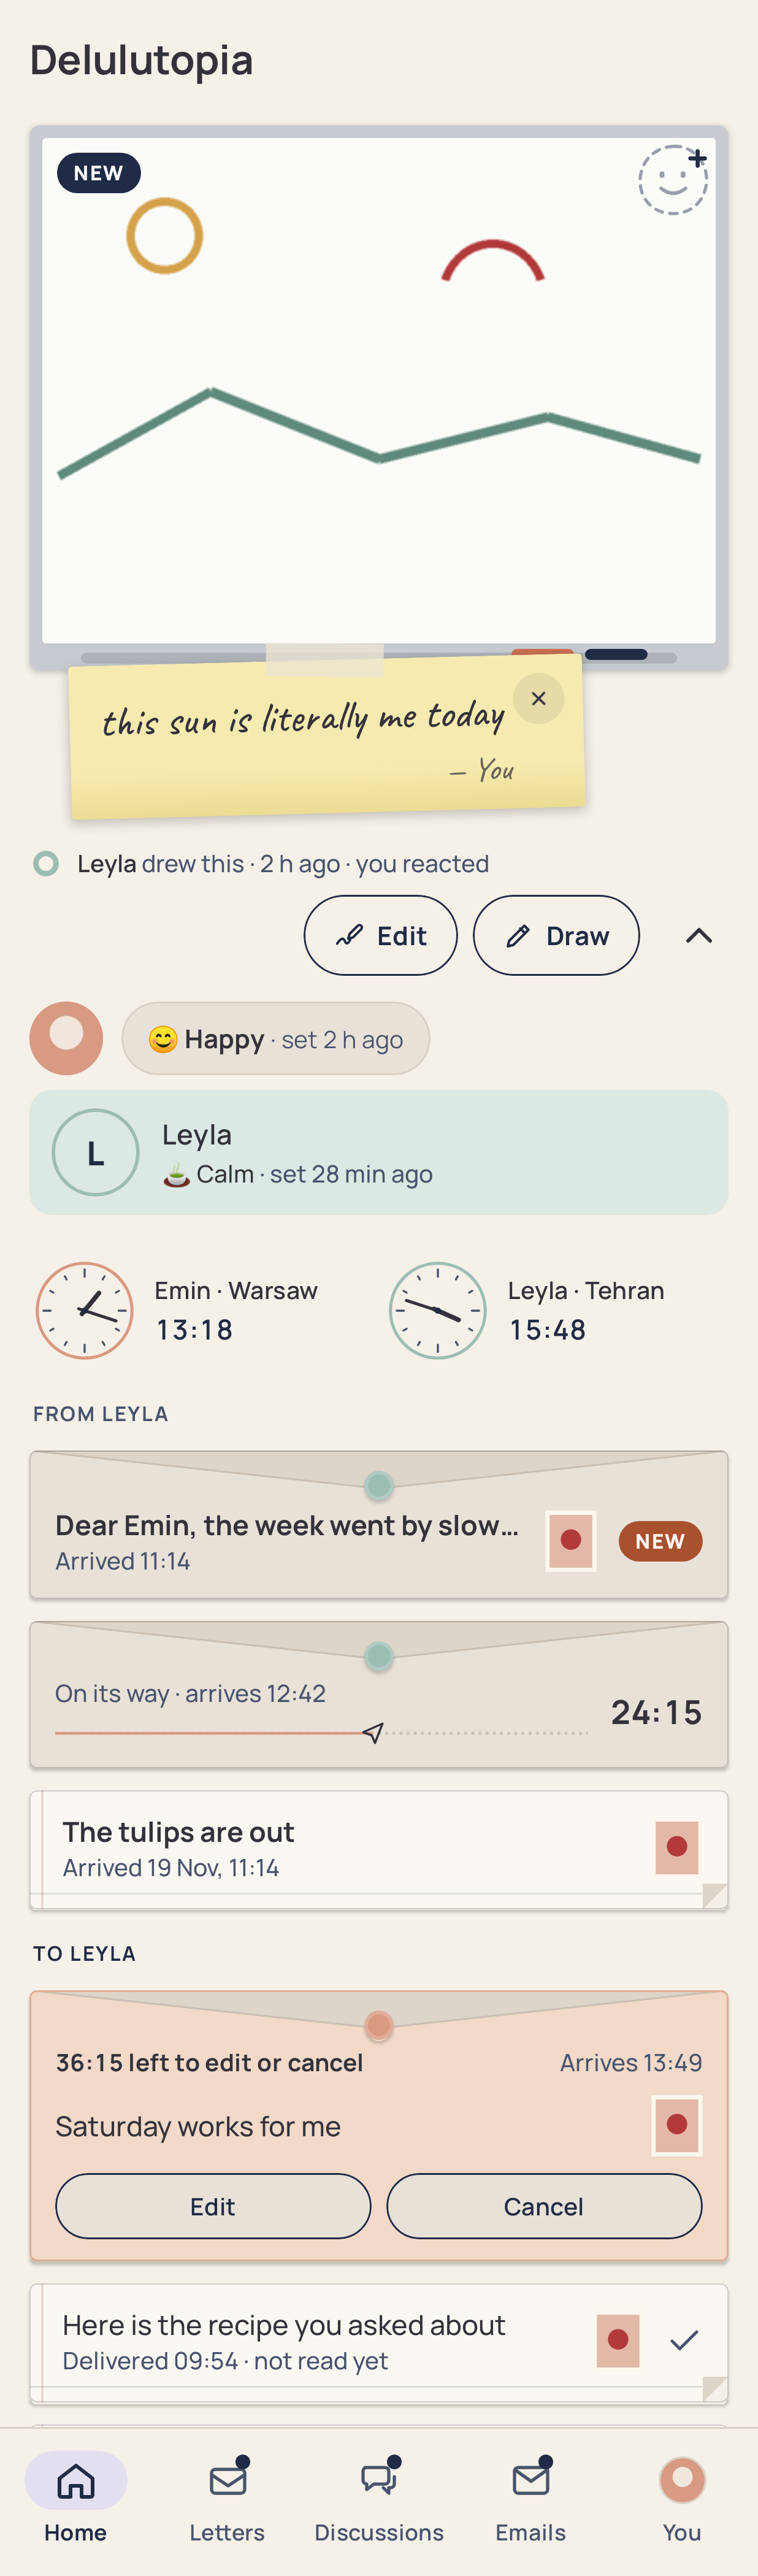 Delulutopia
NEW
this sun is literally me today
– You
Leyla drew this · 2 h ago · you reacted
Edit
Draw
😊 Happy · set 2 h ago
L
Leyla
🍵 Calm · set 28 min ago
Emin · Warsaw
13:18
Leyla · Tehran
15:48
FROM LEYLA
Dear Emin, the week went by slow…
Arrived 11:14
NEW
On its way · arrives 12:42
24:15
The tulips are out
Arrived 19 Nov, 11:14
TO LEYLA
36:15 left to edit or cancel
Arrives 13:49
Saturday works for me
Edit
Cancel
Here is the recipe you asked about
Delivered 09:54 · not read yet
Home
Letters
Discussions
Emails
You